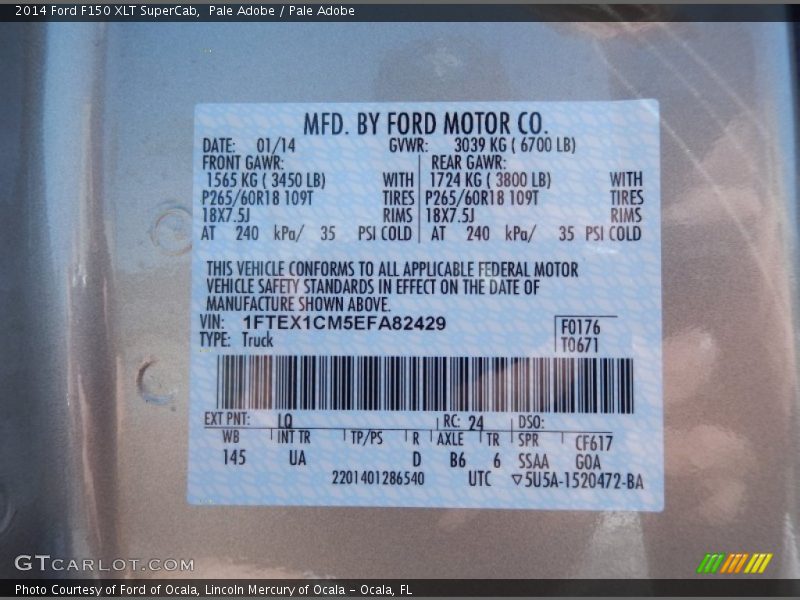 2014 Ford F150 XLT SuperCab,  Pale Adobe / Pale Adobe
MFD. BY FORD MOTOR CO.
DATE: 01/14 GVWR: 3039 KG ( 6700 LB)
FRONT GAWR: REAR GAWR:
1565 KG ( 3450 LB) WITH 1724 KG ( 3800 LB) WITH
P265/60R18 109T TIRES P265/60R18 109T TIRES
18X7.5J RIMS 18X7.5J RIMS
AT 240 kPa/ 35 PSI COLD AT 240 kPa/ 35 PSI COLD
THIS VEHICLE CONFORMS TO ALL APPLICABLE FEDERAL MOTOR
VEHICLE SAFETY STANDARDS IN EFFECT ON THE DATE OF
MANUFACTURE SHOWN ABOVE.
VIN: 1FTEX1CM5EFA82429 F0176
TYPE: Truck T0671
EXT PNT: LQ RC: 24 DSO:
WB INT TR TP/PS R AXLE TR SPR CF617
145 UA D B6 6 SSAA GOA
2201401286540 UTC ▽5U5A-1520472-BA
GTCARLOT.COM
Photo Courtesy of Ford of Ocala, Lincoln Mercury of Ocala – Ocala, FL